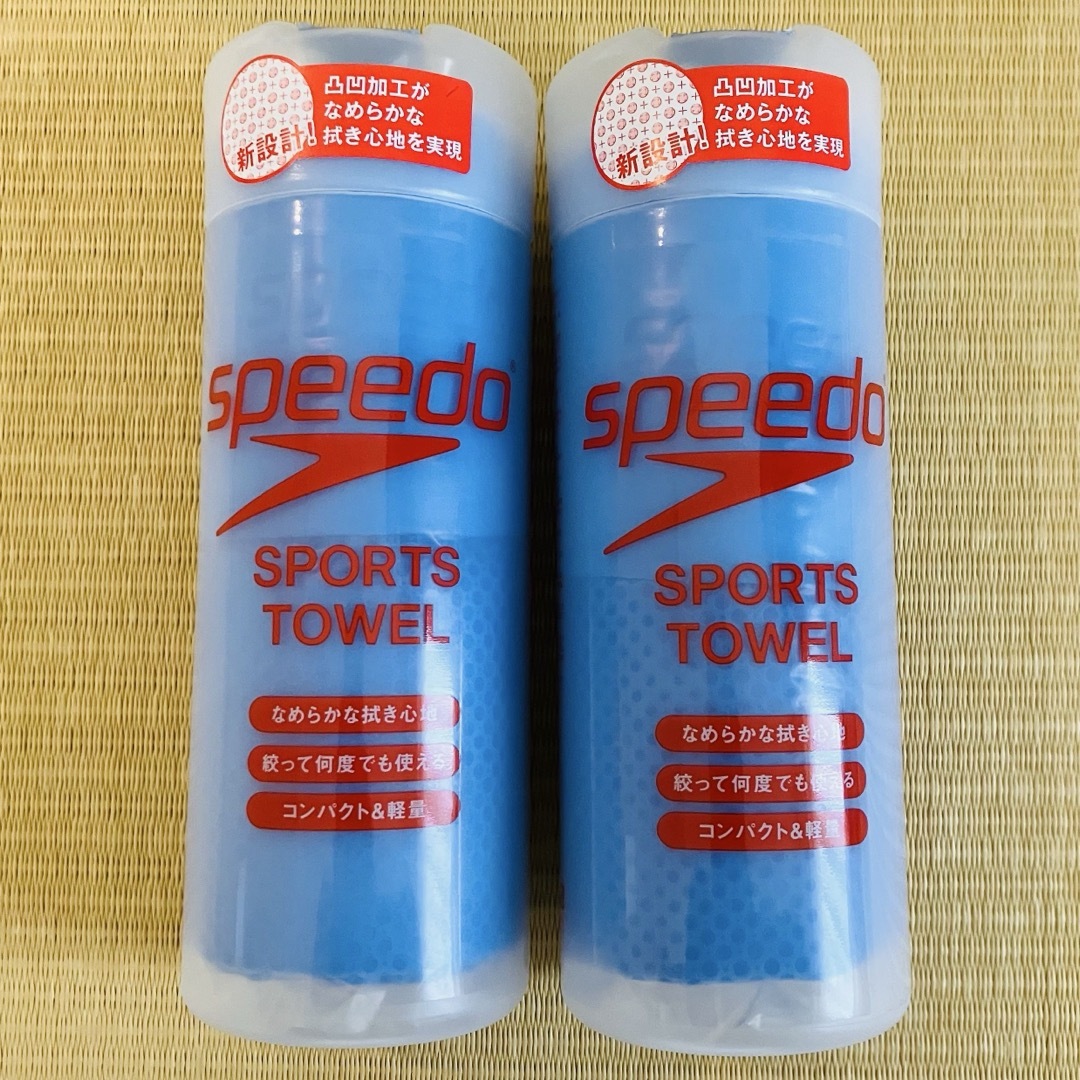 凸凹加工が
なめらかな
拭き心地を実現
新設計!
speedo®
SPORTS
TOWEL
なめらかな拭き心地
絞って何度でも使える
コンパクト&軽量
凸凹加工が
なめらかな
拭き心地を実現
新設計!
speedo
SPORTS
TOWEL
なめらかな拭き心地
絞って何度でも使える
コンパクト&軽量